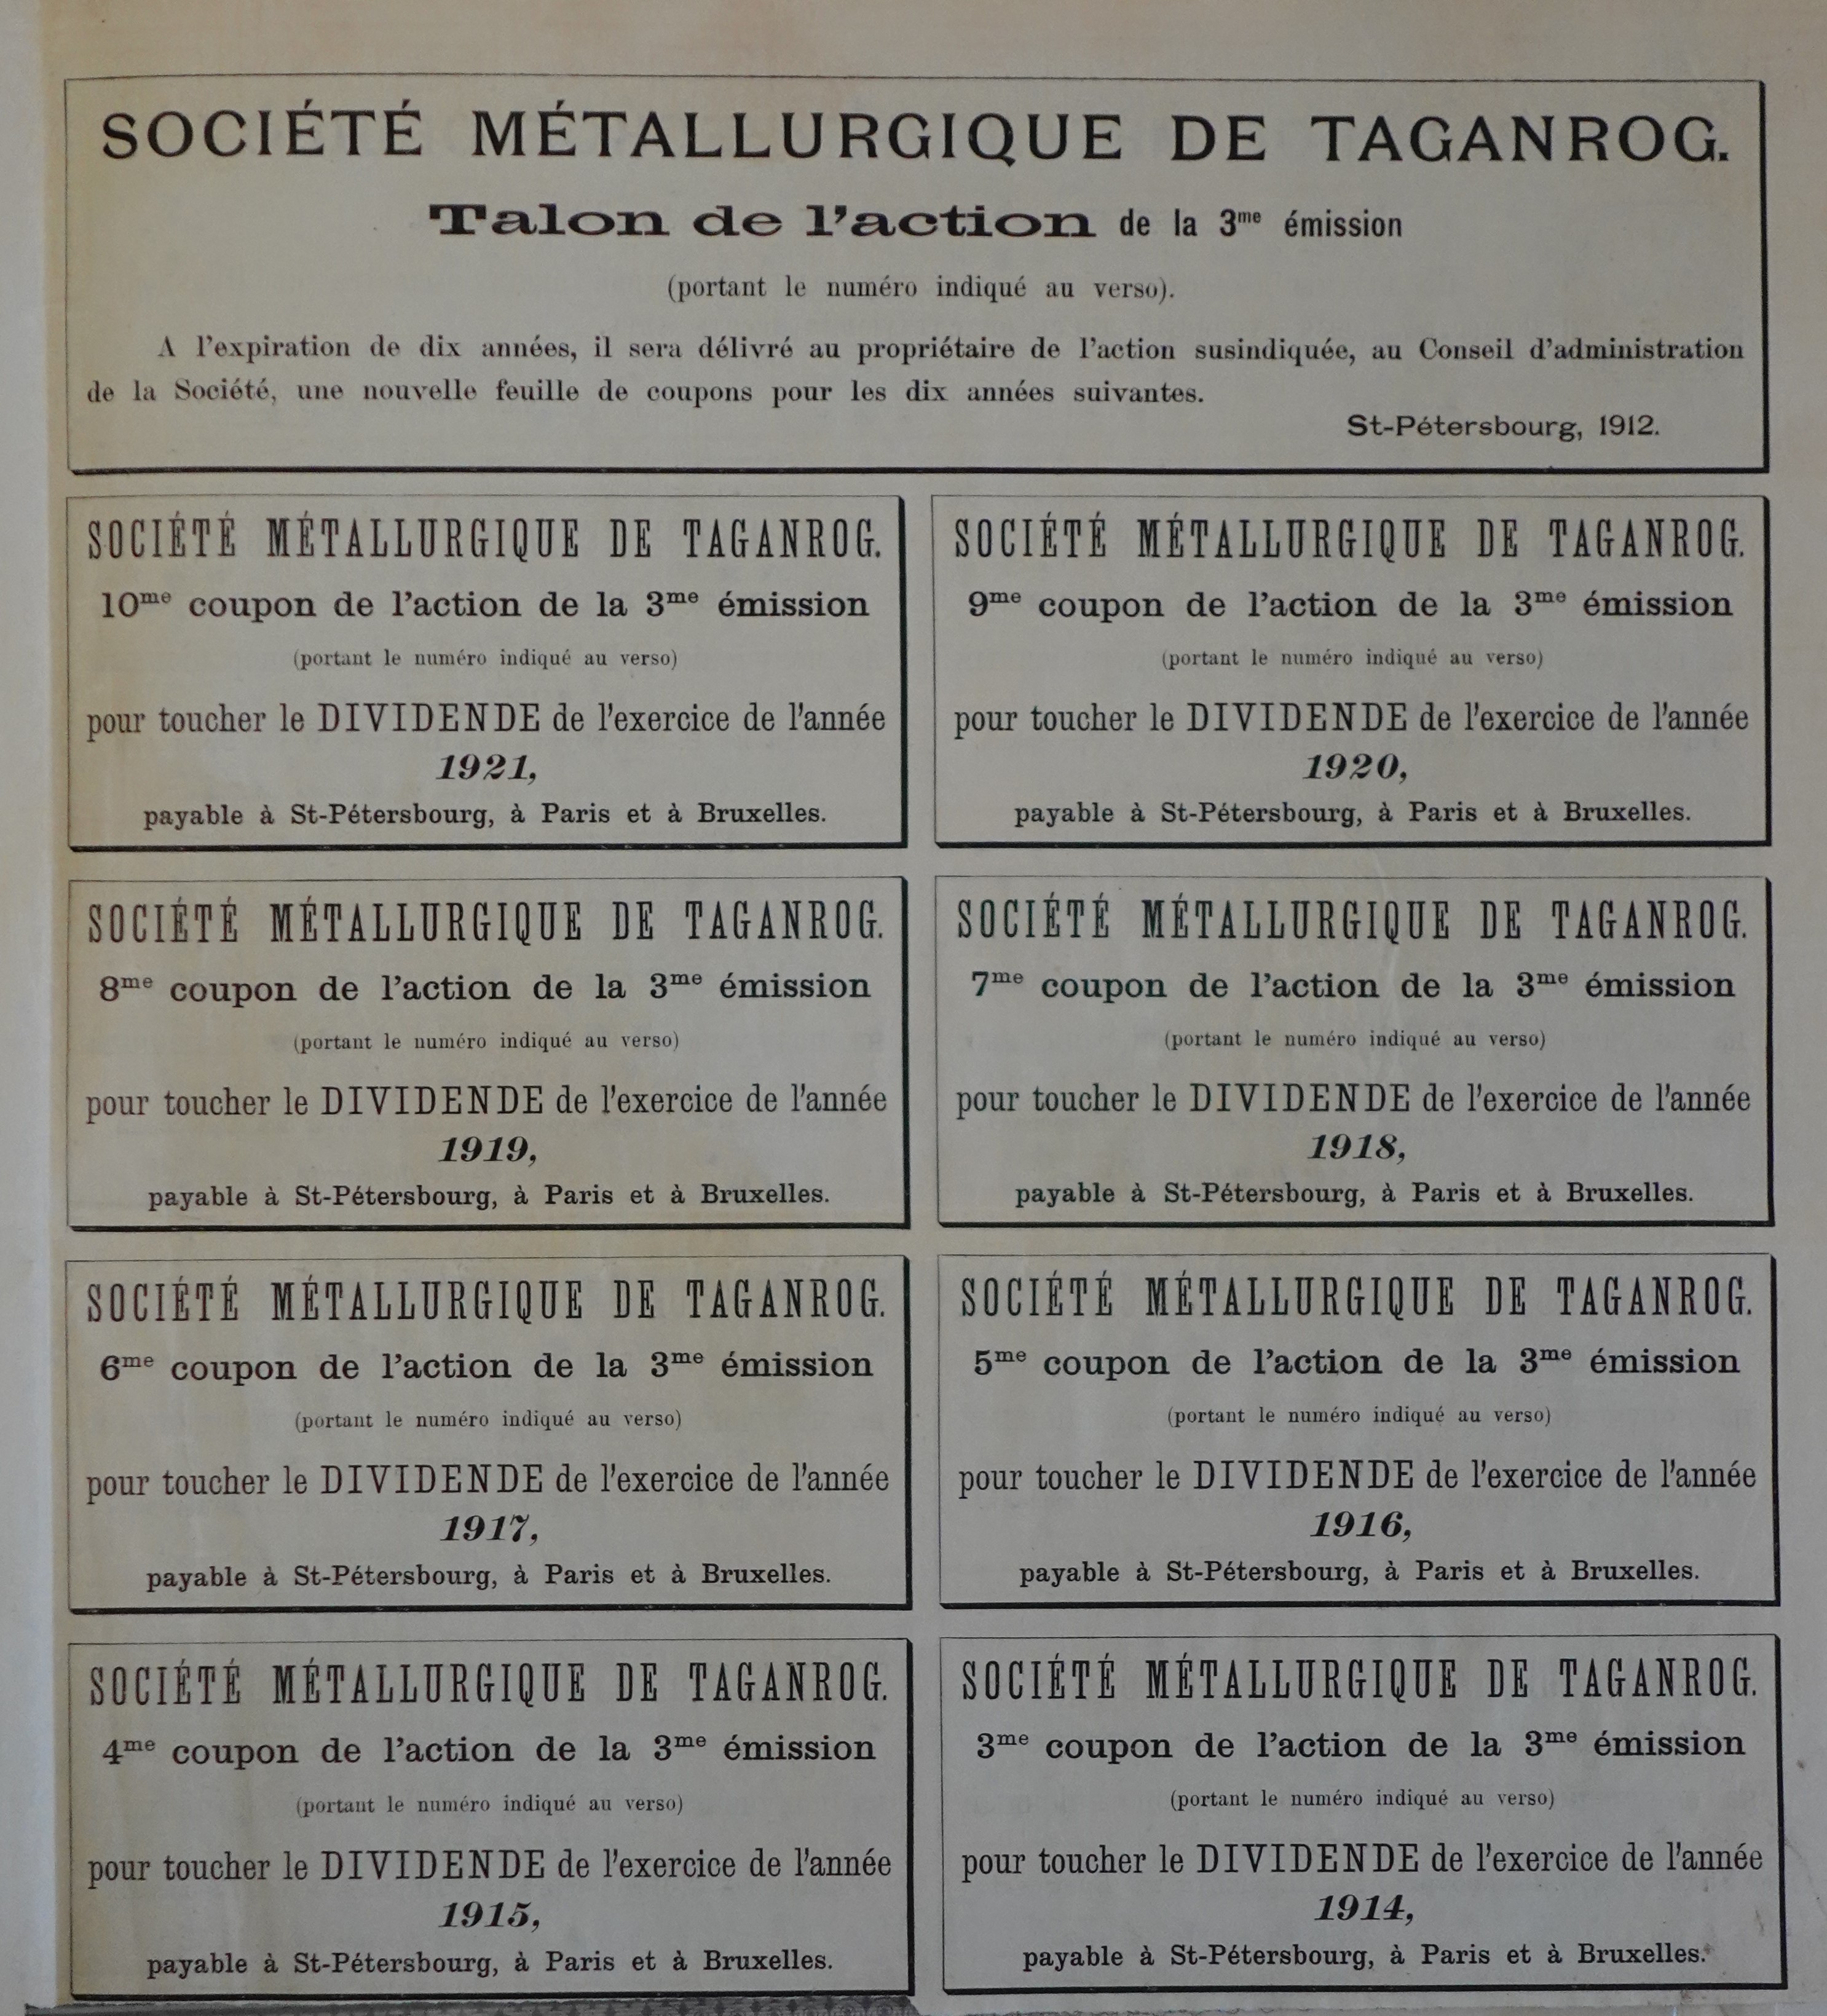 SOCIÉTÉ MÉTALLURGIQUE DE TAGANROG.
Talon de l'action de la 3me émission
(portant le numéro indiqué au verso).
A l'expiration de dix années, il sera délivré au propriétaire de l'action susindiquée, au Conseil d'administration
de la Société, une nouvelle feuille de coupons pour les dix années suivantes.
St-Pétersbourg, 1912.
SOCIÉTÉ MÉTALLURGIQUE DE TAGANROG.
10me coupon de l'action de la 3me émission
(portant le numéro indiqué au verso)
pour toucher le DIVIDENDE de l'exercice de l'année
1921,
payable à St-Pétersbourg, à Paris et à Bruxelles.
SOCIÉTÉ MÉTALLURGIQUE DE TAGANROG.
9me coupon de l'action de la 3me émission
(portant le numéro indiqué au verso)
pour toucher le DIVIDENDE de l'exercice de l'année
1920,
payable à St-Pétersbourg, à Paris et à Bruxelles.
SOCIÉTÉ MÉTALLURGIQUE DE TAGANROG.
8me coupon de l'action de la 3me émission
(portant le numéro indiqué au verso)
pour toucher le DIVIDENDE de l'exercice de l'année
1919,
payable à St-Pétersbourg, à Paris et à Bruxelles.
SOCIÉTÉ MÉTALLURGIQUE DE TAGANROG.
7me coupon de l'action de la 3me émission
(portant le numéro indiqué au verso)
pour toucher le DIVIDENDE de l'exercice de l'année
1918,
payable à St-Pétersbourg, à Paris et à Bruxelles.
SOCIÉTÉ MÉTALLURGIQUE DE TAGANROG.
6me coupon de l'action de la 3me émission
(portant le numéro indiqué au verso)
pour toucher le DIVIDENDE de l'exercice de l'année
1917,
payable à St-Pétersbourg, à Paris et à Bruxelles.
SOCIÉTÉ MÉTALLURGIQUE DE TAGANROG.
5me coupon de l'action de la 3me émission
(portant le numéro indiqué au verso)
pour toucher le DIVIDENDE de l'exercice de l'année
1916,
payable à St-Pétersbourg, à Paris et à Bruxelles.
SOCIÉTÉ MÉTALLURGIQUE DE TAGANROG.
4me coupon de l'action de la 3me émission
(portant le numéro indiqué au verso)
pour toucher le DIVIDENDE de l'exercice de l'année
1915,
payable à St-Pétersbourg, à Paris et à Bruxelles.
SOCIÉTÉ MÉTALLURGIQUE DE TAGANROG.
3me coupon de l'action de la 3me émission
(portant le numéro indiqué au verso)
pour toucher le DIVIDENDE de l'exercice de l'année
1914,
payable à St-Pétersbourg, à Paris et à Bruxelles.